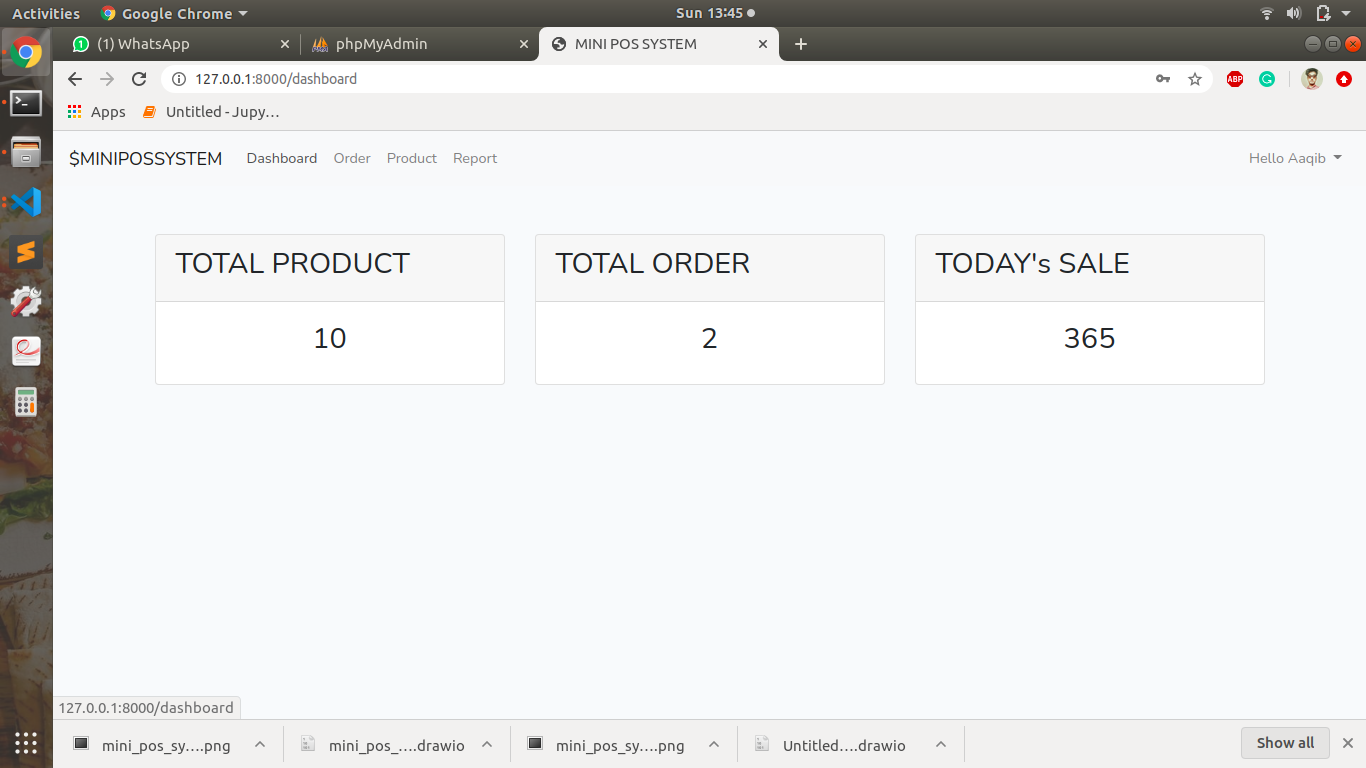 Activities Google Chrome Sun 13:45
(1) WhatsApp phpMyAdmin MINI POS SYSTEM
127.0.0.1:8000/dashboard ABP
Apps Untitled - Jupy…
$MINIPOSSYSTEM Dashboard Order Product Report Hello Aaqib
TOTAL PRODUCT TOTAL ORDER TODAY's SALE
10 2 365
127.0.0.1:8000/dashboard
mini_pos_sy….png mini_pos_….drawio mini_pos_sy….png Untitled….drawio Show all